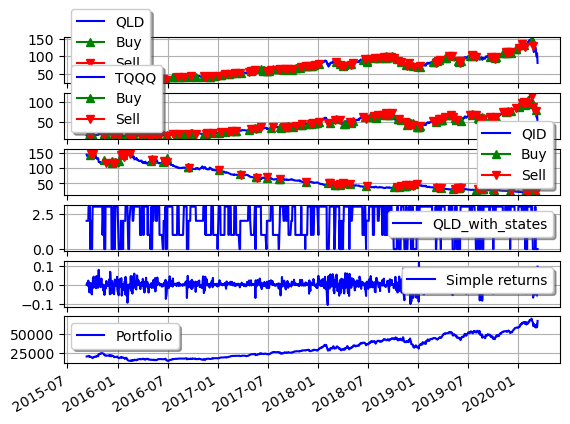 QLD
Buy
Sell
150
100
50
TQQQ
Buy
Sell
100
50
QID
Buy
Sell
150
100
50
QLD_with_states
2.5
0.0
Simple returns
0.1
0.0
-0.1
Portfolio
50000
25000
2015-07 2016-01 2016-07 2017-01 2017-07 2018-01 2018-07 2019-01 2019-07 2020-01